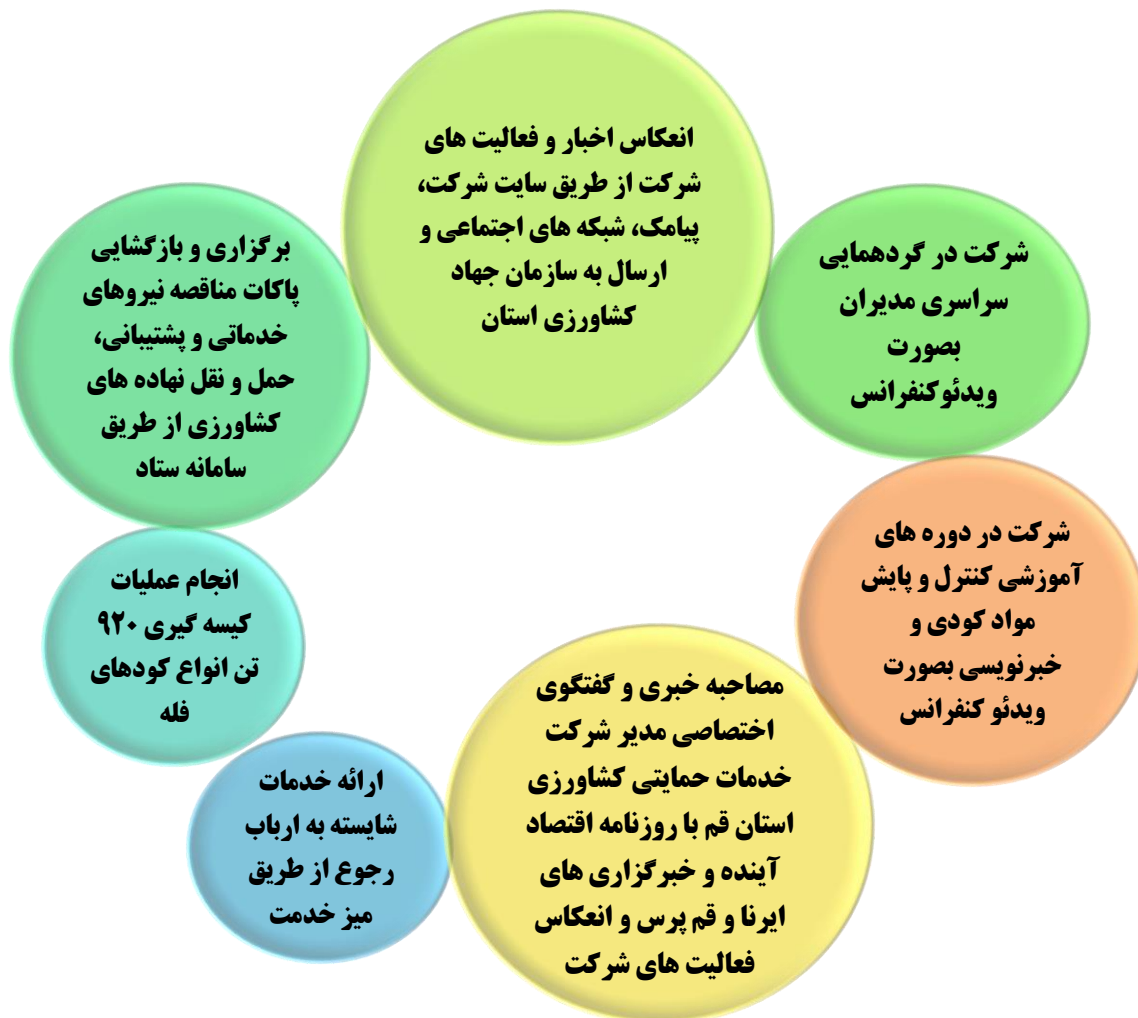 انعکاس اخبار و فعالیت های
شرکت از طریق سایت شرکت،
پیامک، شبکه های اجتماعی و
ارسال به سازمان جهاد
کشاورزی استان
شرکت در گردهمایی
سراسری مدیران
بصورت
ویدئوکنفرانس
شرکت در دوره های
آموزشی کنترل و پایش
مواد کودی و
خبرنویسی بصورت
ویدئو کنفرانس
مصاحبه خبری و گفتگوی
اختصاصی مدیر شرکت
خدمات حمایتی کشاورزی
استان قم با روزنامه اقتصاد
آینده و خبرگزاری های
ایرنا و قم پرس و انعکاس
فعالیت های شرکت
ارائه خدمات
شایسته به ارباب
رجوع از طریق
میز خدمت
انجام عملیات
کیسه گیری ۹۲۰
تن انواع کودهای
فله
برگزاری و بازگشایی
پاکات مناقصه نیروهای
خدماتی و پشتیبانی،
حمل و نقل نهاده های
کشاورزی از طریق
سامانه ستاد